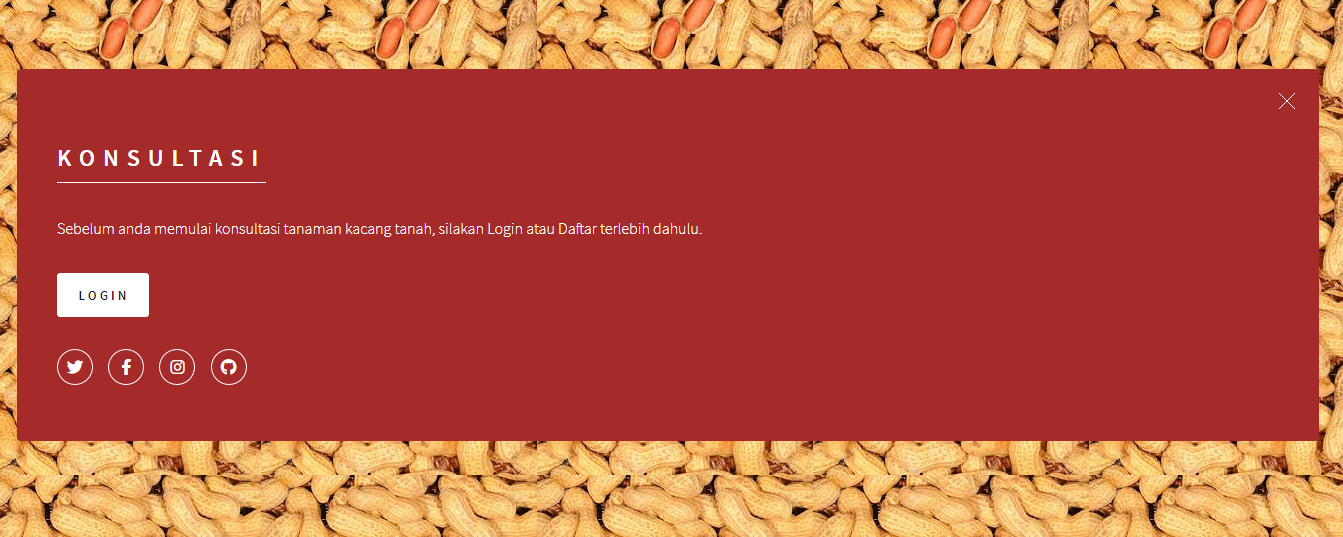 KONSULTASI
Sebelum anda memulai konsultasi tanaman kacang tanah, silakan Login atau Daftar terlebih dahulu.
LOGIN